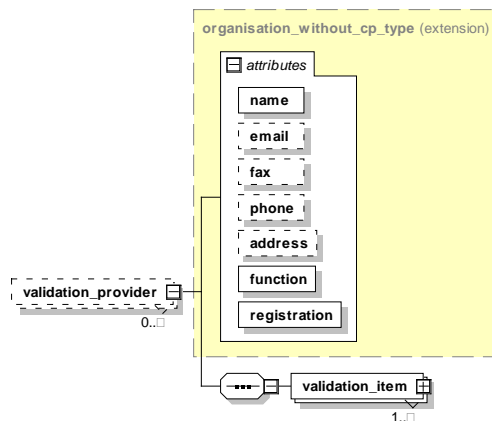 organisation_without_cp_type (extension)
attributes
name
email
fax
phone
address
function
registration
validation_provider
0..□
validation_item
1..□